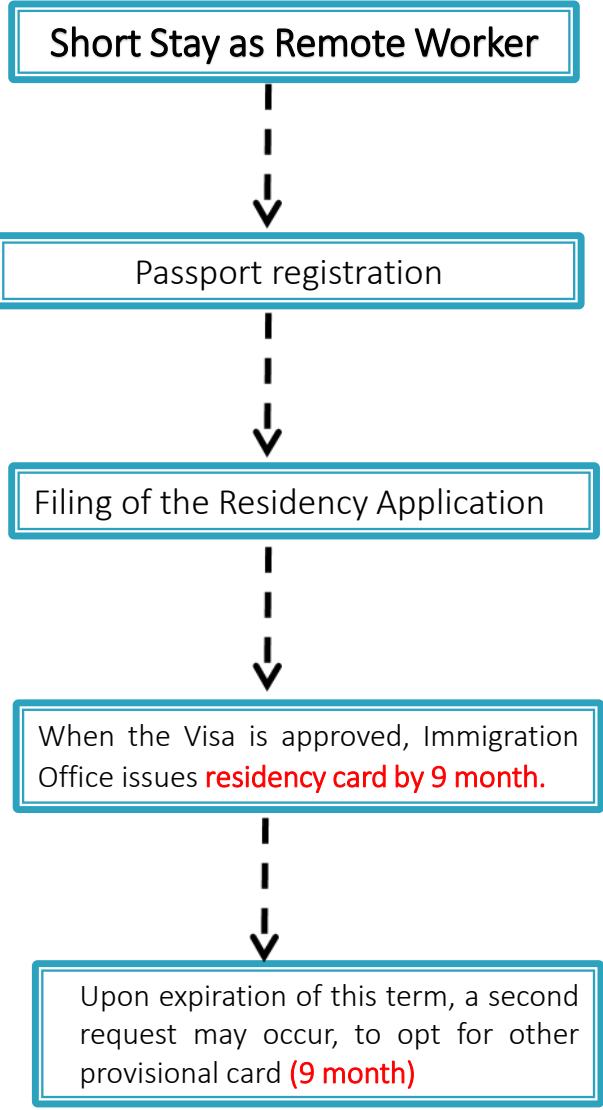 Short Stay as Remote Worker
Passport registration
Filing of the Residency Application
When the Visa is approved, Immigration
Office issues residency card by 9 month.
Upon expiration of this term, a second
request may occur, to opt for other
provisional card (9 month)